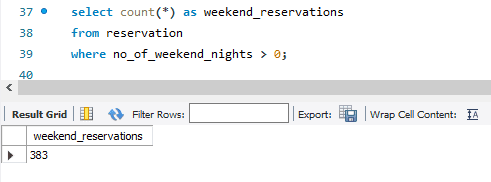 37 select count(*) as weekend_reservations
38 from reservation
39 where no_of_weekend_nights > 0;
40
Result Grid Filter Rows: Export: Wrap Cell Content:
weekend_reservations
383